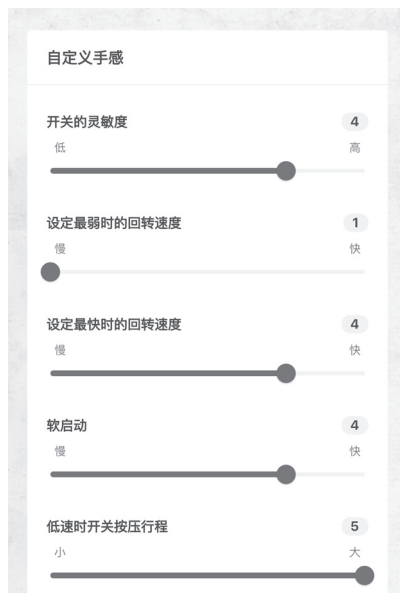 自定义手感
开关的灵敏度 4
低 高
设定最弱时的回转速度 1
慢 快
设定最快时的回转速度 4
慢 快
软启动 4
慢 快
低速时开关按压行程 5
小 大